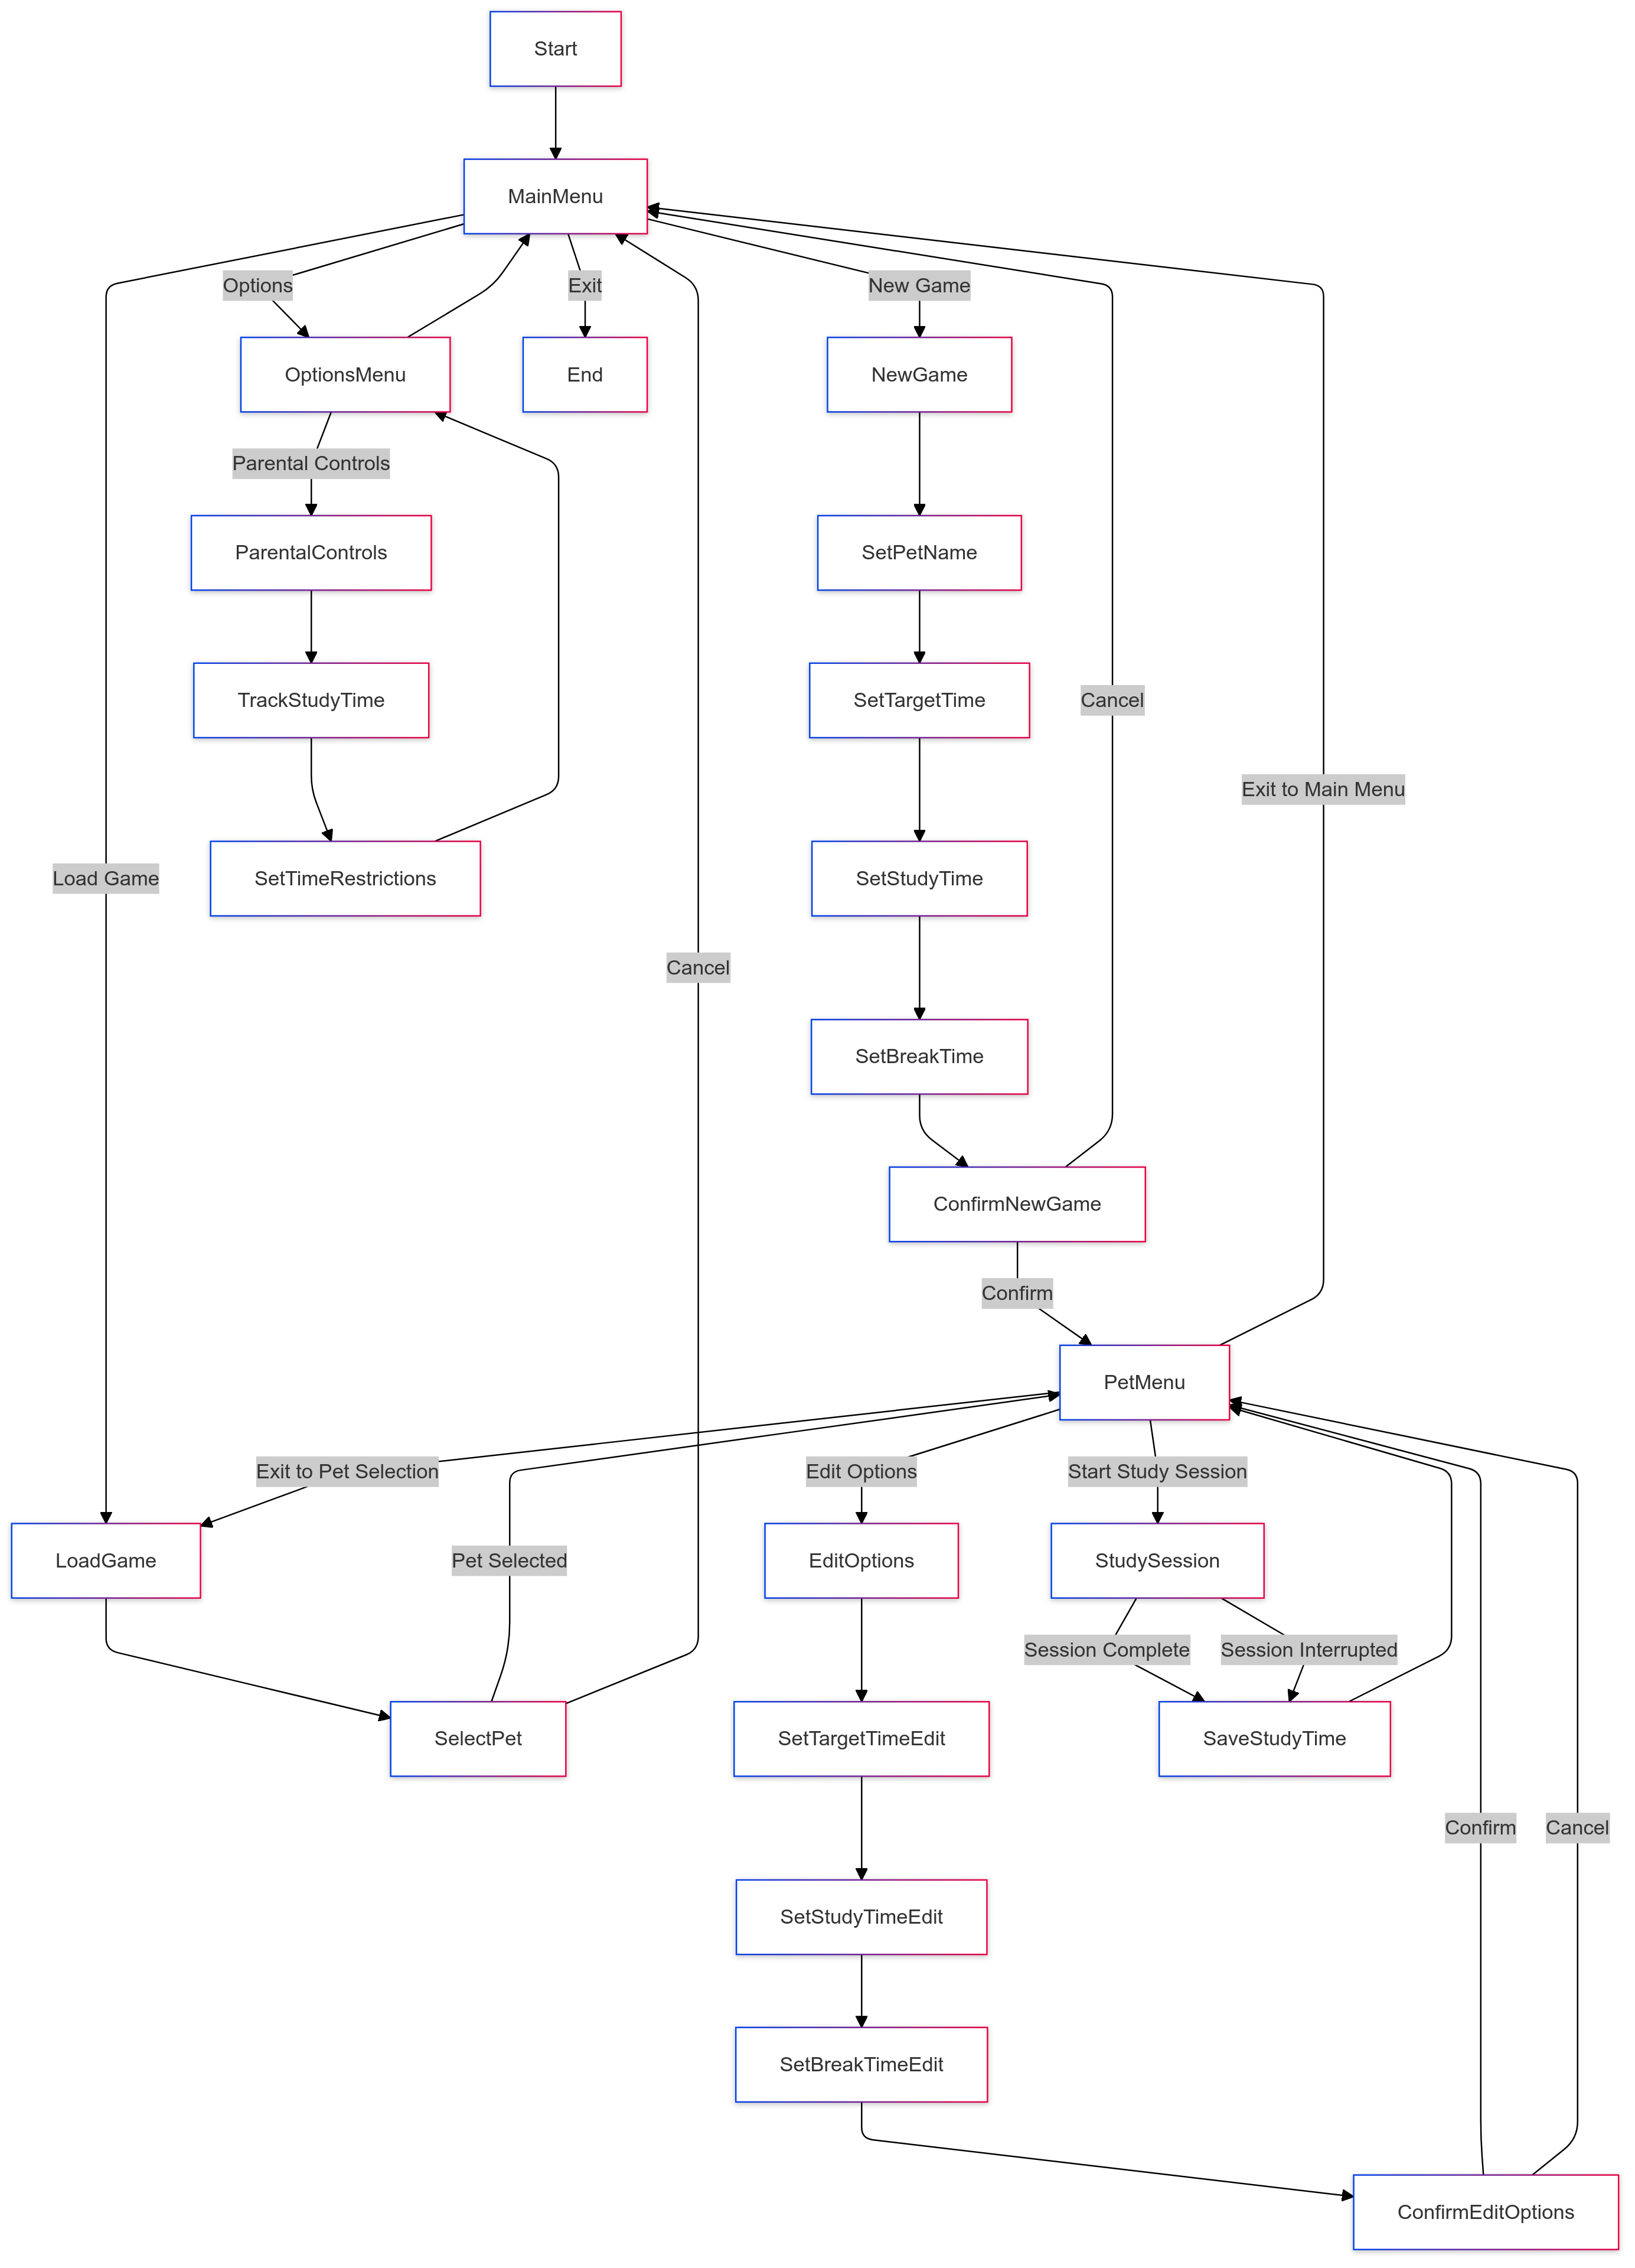 Start
MainMenu
Options
Exit
New Game
OptionsMenu
End
NewGame
Parental Controls
ParentalControls
SetPetName
TrackStudyTime
SetTargetTime
Cancel
Exit to Main Menu
Load Game
SetTimeRestrictions
SetStudyTime
Cancel
SetBreakTime
ConfirmNewGame
Confirm
PetMenu
Exit to Pet Selection
Edit Options
Start Study Session
LoadGame
Pet Selected
EditOptions
StudySession
Session Complete
Session Interrupted
SelectPet
SetTargetTimeEdit
SaveStudyTime
Confirm
Cancel
SetStudyTimeEdit
SetBreakTimeEdit
ConfirmEditOptions